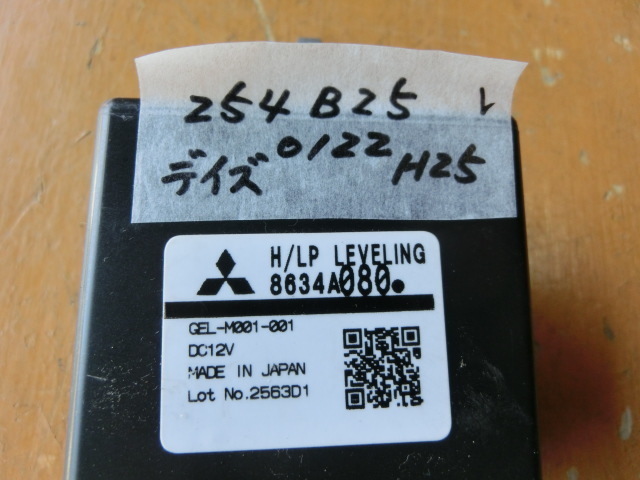 254 B25 レ
デイズ 0122 H25
H/LP LEVELING
8634A080.
GEL-M001-001
DC12V
MADE IN JAPAN
Lot No.2563D1